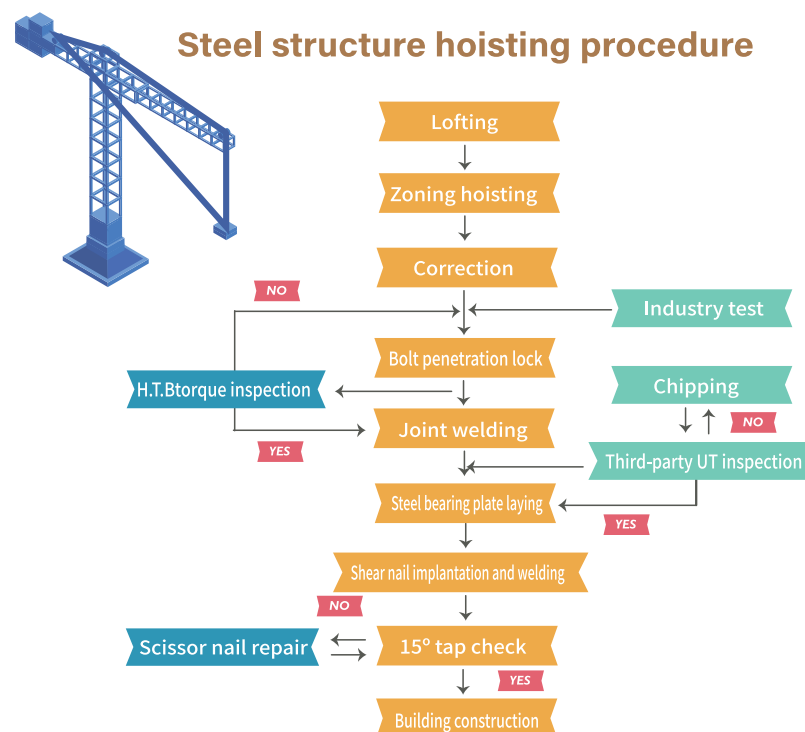 Steel structure hoisting procedure
Lofting
Zoning hoisting
Correction
NO
Industry test
Bolt penetration lock
H.T.Btorque inspection
Chipping
NO
Joint welding
YES
Third-party UT inspection
Steel bearing plate laying
YES
Shear nail implantation and welding
NO
Scissor nail repair
15° tap check
YES
Building construction